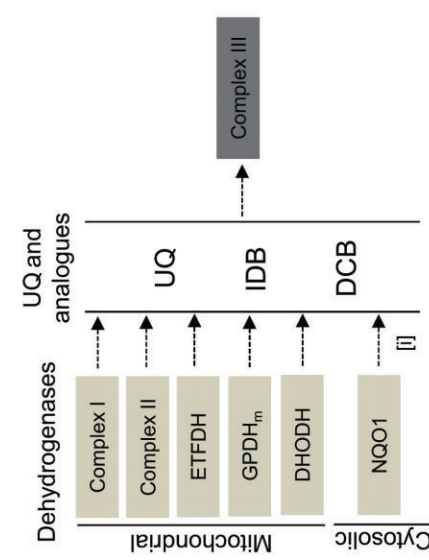 Dehydrogenases
UQ and
analogues
Mitochondrial
Complex I
Complex II
ETFDH
GPDHₘ
DHODH
Cytosolic
NQO1
[i]
UQ
IDB
DCB
Complex III